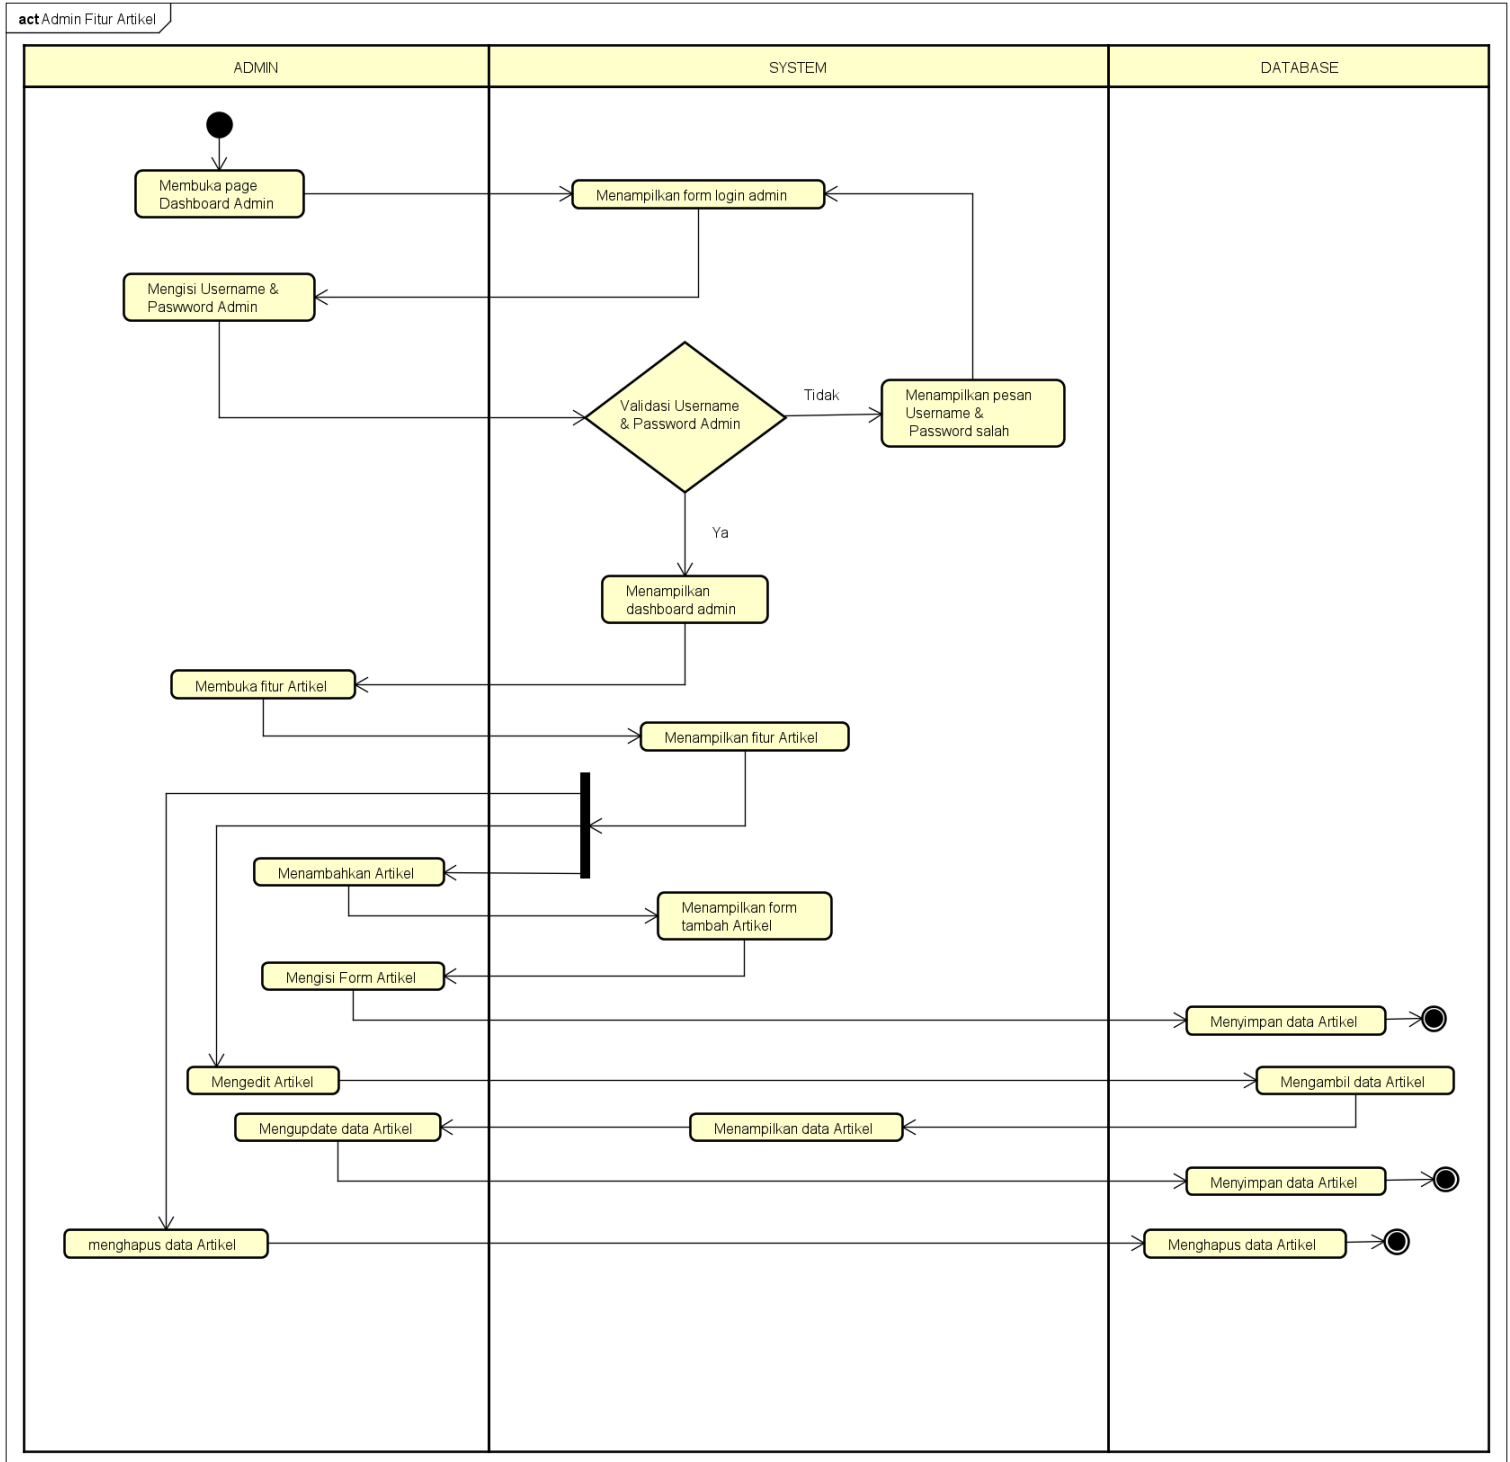 act Admin Fitur Artikel
ADMIN
SYSTEM
DATABASE
Membuka page
Dashboard Admin
Menampilkan form login admin
Mengisi Username &
Paswword Admin
Validasi Username
& Password Admin
Tidak
Menampilkan pesan
Username &
Password salah
Ya
Menampilkan
dashboard admin
Membuka fitur Artikel
Menampilkan fitur Artikel
Menambahkan Artikel
Menampilkan form
tambah Artikel
Mengisi Form Artikel
Menyimpan data Artikel
Mengedit Artikel
Mengambil data Artikel
Mengupdate data Artikel
Menampilkan data Artikel
Menyimpan data Artikel
menghapus data Artikel
Menghapus data Artikel